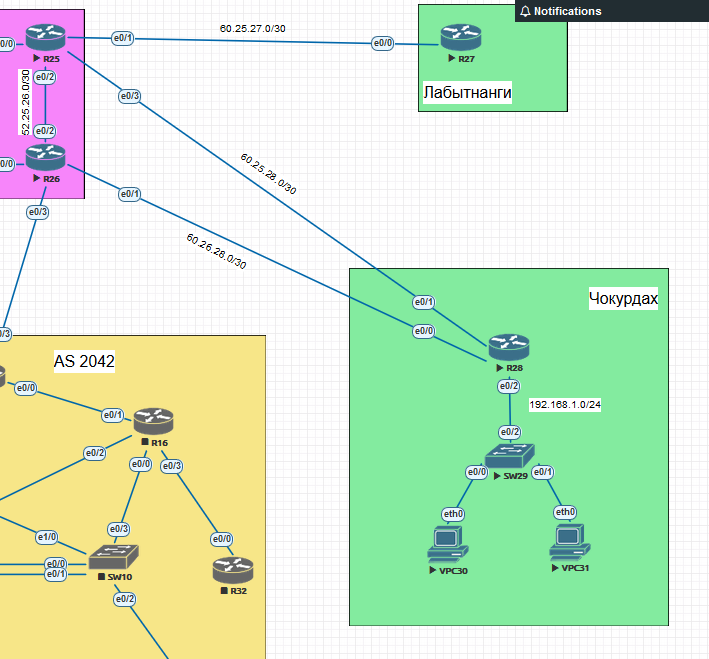 Notifications
60.25.27.0/30
e0/0
R25
e0/1
e0/0
R27
e0/2
e0/3
Лабытнанги
52.25.26.0/30
e0/2
0/0
R26
e0/1
60.25.28.0/30
e0/3
60.26.28.0/30
Чокурдах
e0/1
e0/0
0/3
AS 2042
R28
e0/0
e0/2
192.168.1.0/24
e0/1
R16
e0/2
e0/2
e0/0
e0/3
SW29
e0/0
e0/1
eth0
eth0
e0/3
e1/0
e0/0
e0/0
e0/1
SW10
R32
VPC30
VPC31
e0/2